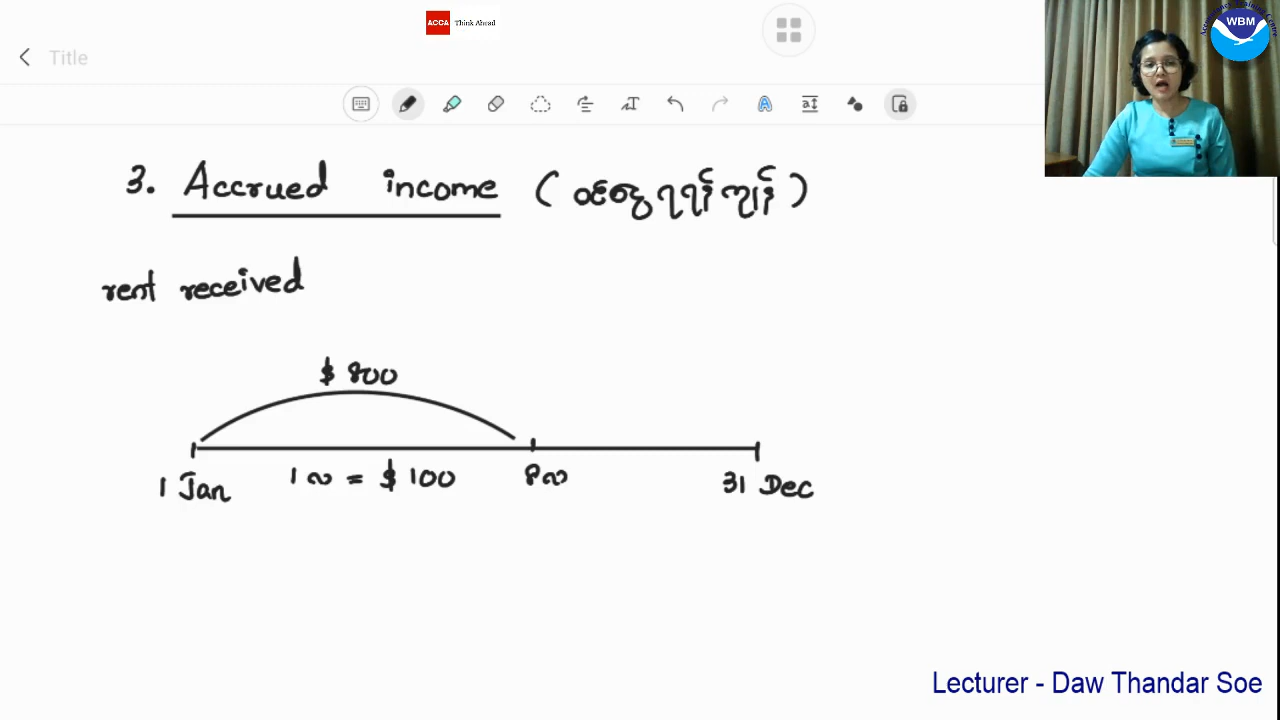 ACCA Think Ahead
WBM
Title
3. Accrued income (ဝင်ငွေရရန်ကျန်)
rent received
$ 800
1 လ = $ 100
8လ
1 Jan
31 Dec
Lecturer - Daw Thandar Soe